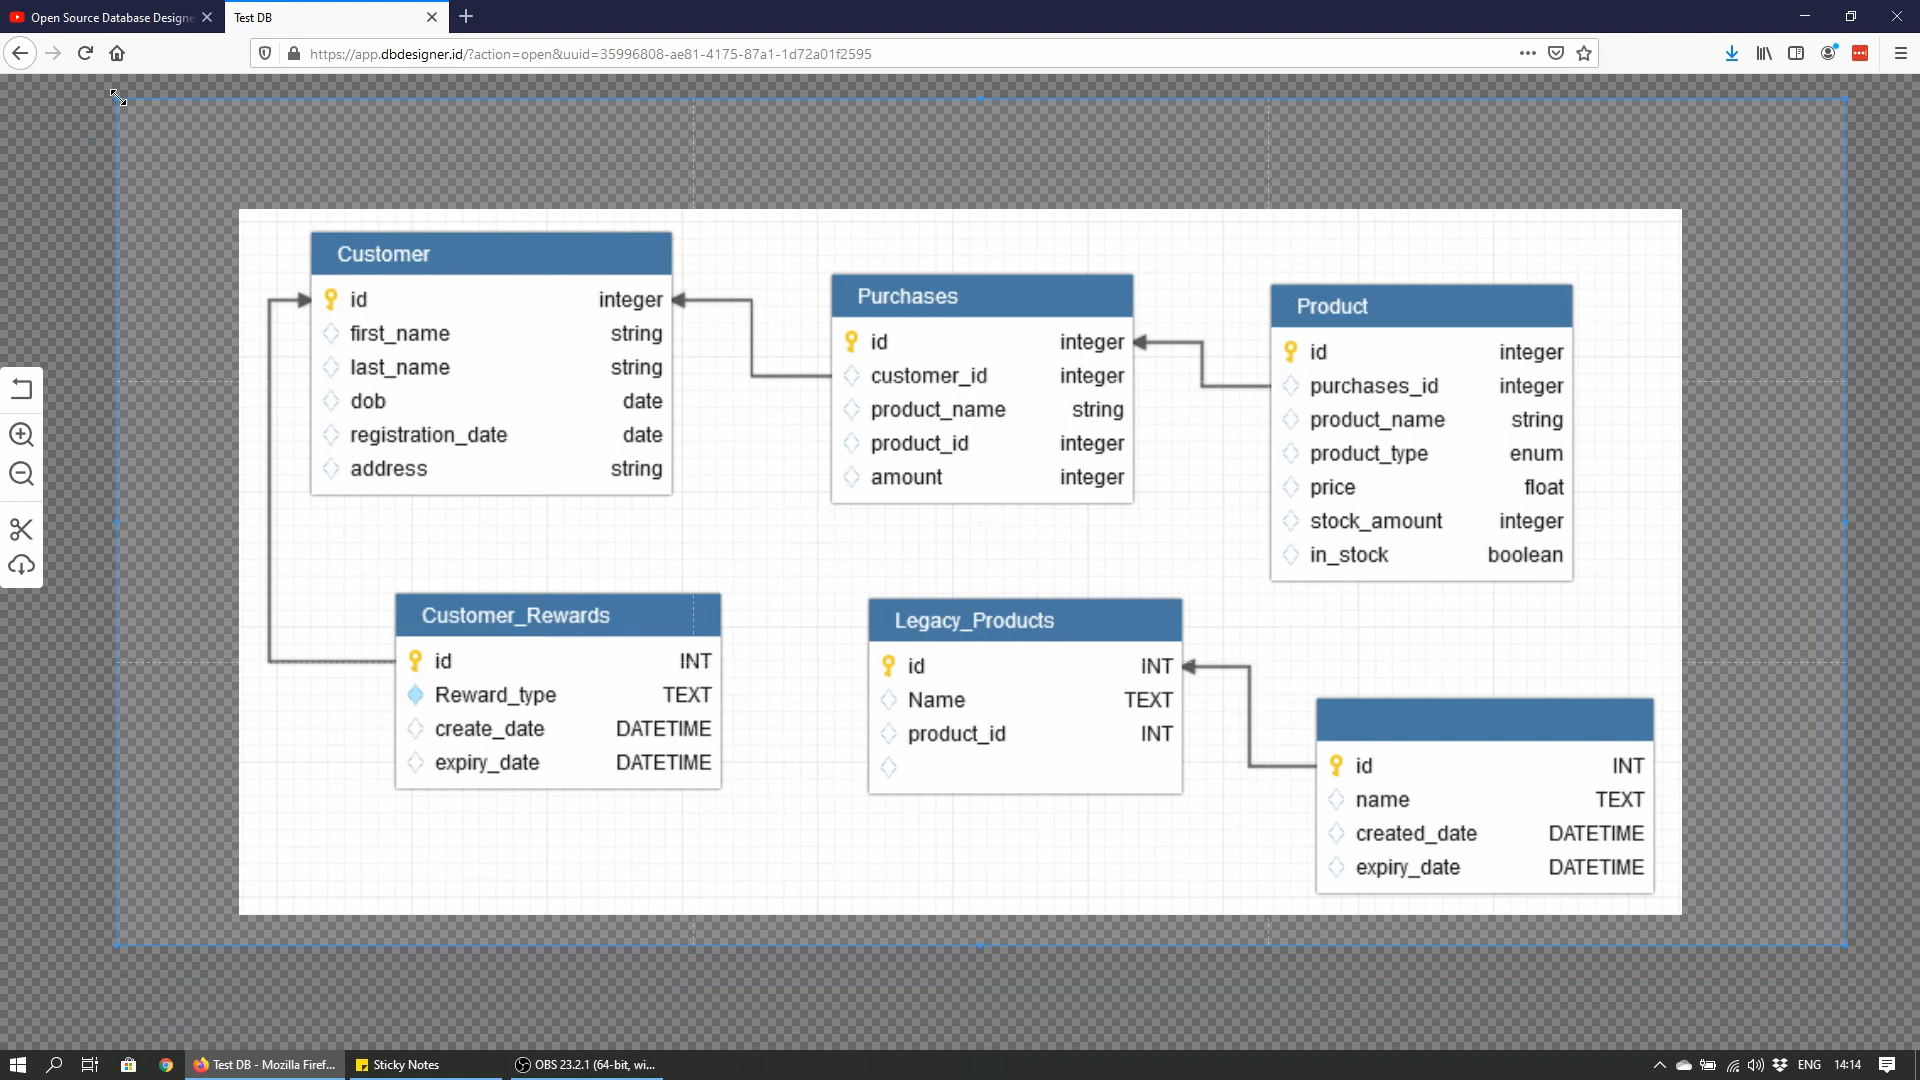 Open Source Database Designe
Test DB
https://app.dbdesigner.id/?action=open&uuid=35996808-ae81-4175-87a1-1d72a01f2595
Customer
id integer
first_name string
last_name string
dob date
registration_date date
address string
Purchases
id integer
customer_id integer
product_name string
product_id integer
amount integer
Product
id integer
purchases_id integer
product_name string
product_type enum
price float
stock_amount integer
in_stock boolean
Customer_Rewards
id INT
Reward_type TEXT
create_date DATETIME
expiry_date DATETIME
Legacy_Products
id INT
Name TEXT
product_id INT
id INT
name TEXT
created_date DATETIME
expiry_date DATETIME
Test DB - Mozilla Firef...
Sticky Notes
OBS 23.2.1 (64-bit, wi...
ENG
14:14